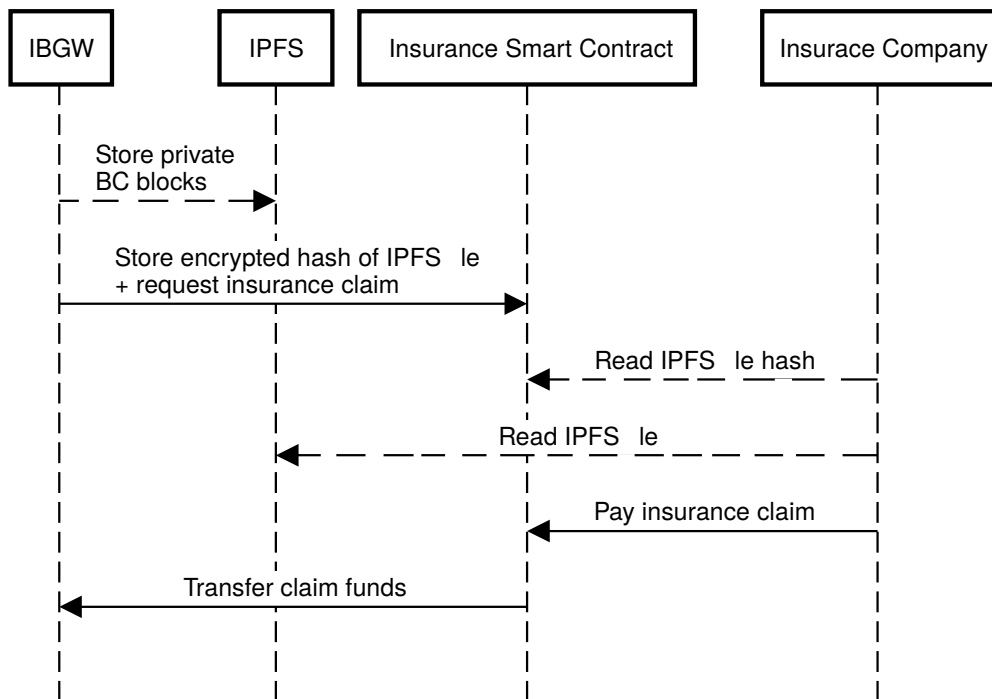 IBGW
IPFS
Insurance Smart Contract
Insurace Company
Store private
BC blocks
Store encrypted hash of IPFS le
+ request insurance claim
Read IPFS le hash
Read IPFS le
Pay insurance claim
Transfer claim funds